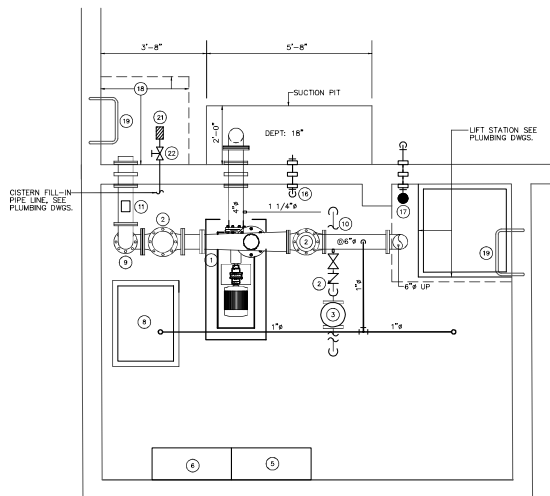 3'-8"
5'-8"
18
21
SUCTION PIT
19
22
2'-0"
DEPT: 18"
LIFT STATION SEE
PLUMBING DWGS.
CISTERN FILL-IN
PIPE LINE, SEE
PLUMBING DWGS.
16
17
11
4"ø
1 1/4"ø
10
2
2
6"ø
9
1
19
2
1"ø
6"ø UP
8
3
1"ø
1"ø
6
5